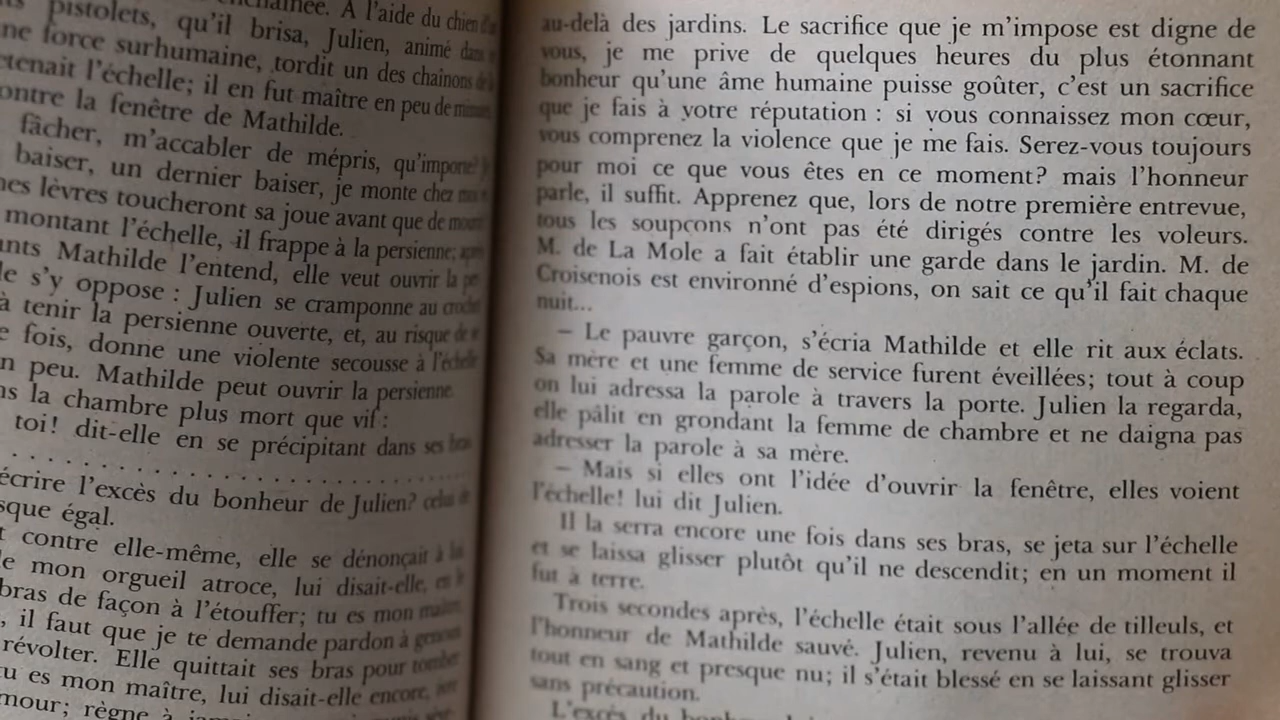 pistolets, qu'il brisa, Julien, animé
force surhumaine, tordit un des chaînons
l'échelle; il en fut maître en peu de minutes
la fenêtre de Mathilde.
fâcher, m'accabler de mépris, qu'importe?
baiser, un dernier baiser, je monte chez
lèvres toucheront sa joue avant que de
montant l'échelle, il frappe à la persienne;
Mathilde l'entend, elle veut ouvrir la
s'y oppose : Julien se cramponne au
à tenir la persienne ouverte, et, au risque
fois, donne une violente secousse à l'échelle
peu. Mathilde peut ouvrir la persienne.
la chambre plus mort que vif :
toi! dit-elle en se précipitant dans ses bras
. . . . . . . . . . . . . . . . . . . . . . . . . . . . . .
l'excès du bonheur de Julien? celui de
égal.
contre elle-même, elle se dénonçait à
mon orgueil atroce, lui disait-elle, en
bras de façon à l'étouffer; tu es mon
il faut que je te demande pardon à genoux
révolter. Elle quittait ses bras pour tomber
es mon maître, lui disait-elle encore,
règne à
au-delà des jardins. Le sacrifice que je m'impose est digne de
vous, je me prive de quelques heures du plus étonnant
bonheur qu'une âme humaine puisse goûter, c'est un sacrifice
que je fais à votre réputation : si vous connaissez mon cœur,
vous comprenez la violence que je me fais. Serez-vous toujours
pour moi ce que vous êtes en ce moment? mais l'honneur
parle, il suffit. Apprenez que, lors de notre première entrevue,
tous les soupçons n'ont pas été dirigés contre les voleurs.
M. de La Mole a fait établir une garde dans le jardin. M. de
Croisenois est environné d'espions, on sait ce qu'il fait chaque
nuit...
– Le pauvre garçon, s'écria Mathilde et elle rit aux éclats.
Sa mère et une femme de service furent éveillées; tout à coup
on lui adressa la parole à travers la porte. Julien la regarda,
elle pâlit en grondant la femme de chambre et ne daigna pas
adresser la parole à sa mère.
– Mais si elles ont l'idée d'ouvrir la fenêtre, elles voient
l'échelle! lui dit Julien.
Il la serra encore une fois dans ses bras, se jeta sur l'échelle
et se laissa glisser plutôt qu'il ne descendit; en un moment il
fut à terre.
Trois secondes après, l'échelle était sous l'allée de tilleuls, et
l'honneur de Mathilde sauvé. Julien, revenu à lui, se trouva
tout en sang et presque nu; il s'était blessé en se laissant glisser
sans précaution.
L'excès du